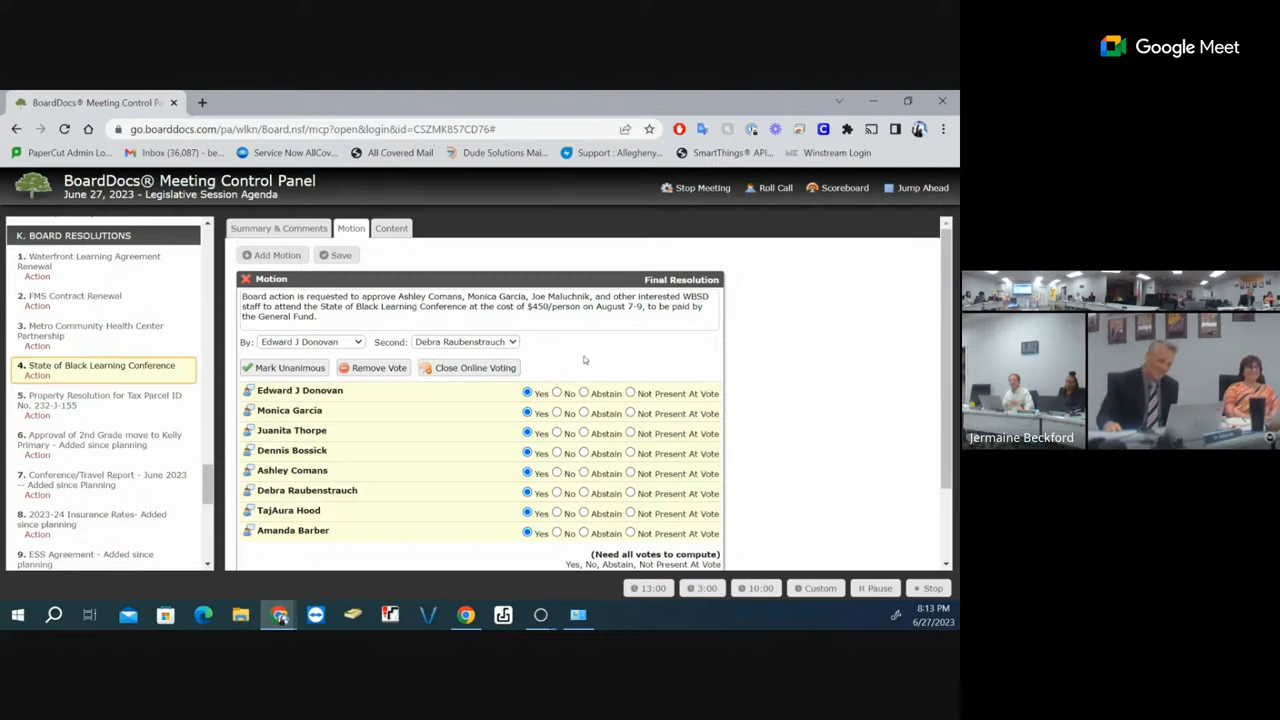 Google Meet
BoardDocs® Meeting Control Pa
go.boarddocs.com/pa/wlkn/Board.nsf/mcp?open&login&id=CSZMK857CD76#
PaperCut Admin Lo...
Inbox (36,087) - be...
Service Now AllCov...
All Covered Mail
Dude Solutions Mai...
Support : Allegheny...
SmartThings® API...
Winstream Login
BoardDocs® Meeting Control Panel
June 27, 2023 - Legislative Session Agenda
Stop Meeting
Roll Call
Scoreboard
Jump Ahead
K. BOARD RESOLUTIONS
1. Waterfront Learning Agreement
Renewal
Action
2. FMS Contract Renewal
Action
3. Metro Community Health Center
Partnership
Action
4. State of Black Learning Conference
Action
5. Property Resolution for Tax Parcel ID
No. 232-J-155
Action
6. Approval of 2nd Grade move to Kelly
Primary - Added since planning
Action
7. Conference/Travel Report - June 2023
-- Added since Planning
Action
8. 2023-24 Insurance Rates- Added
since planning
Action
9. ESS Agreement - Added since
planning
Summary & Comments
Motion
Content
Add Motion
Save
Motion
Final Resolution
Board action is requested to approve Ashley Comans, Monica Garcia, Joe Maluchnik, and other interested WBSD
staff to attend the State of Black Learning Conference at the cost of $450/person on August 7-9, to be paid by
the General Fund.
By: Edward J Donovan Second: Debra Raubenstrauch
Mark Unanimous
Remove Vote
Close Online Voting
Edward J Donovan Yes No Abstain Not Present At Vote
Monica Garcia Yes No Abstain Not Present At Vote
Juanita Thorpe Yes No Abstain Not Present At Vote
Dennis Bossick Yes No Abstain Not Present At Vote
Ashley Comans Yes No Abstain Not Present At Vote
Debra Raubenstrauch Yes No Abstain Not Present At Vote
TajAura Hood Yes No Abstain Not Present At Vote
Amanda Barber Yes No Abstain Not Present At Vote
(Need all votes to compute)
Yes, No, Abstain, Not Present At Vote
13:00
3:00
10:00
Custom
Pause
Stop
8:13 PM
6/27/2023
Jermaine Beckford